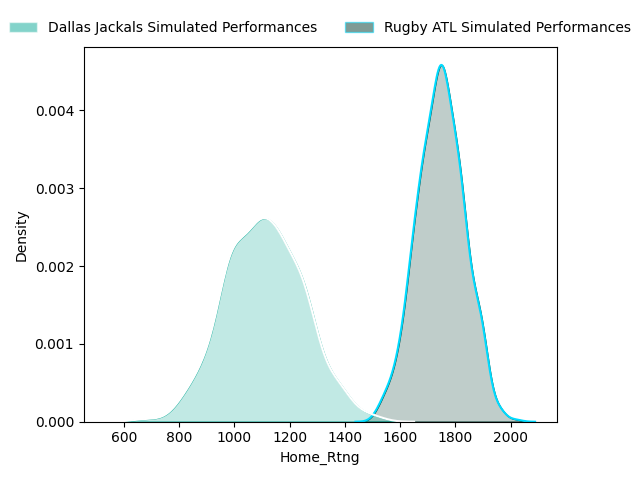 Dallas Jackals Simulated Performances Rugby ATL Simulated Performances
0.004
0.003
0.002
0.001
0.000
Density
600 800 1000 1200 1400 1600 1800 2000
Home_Rtng